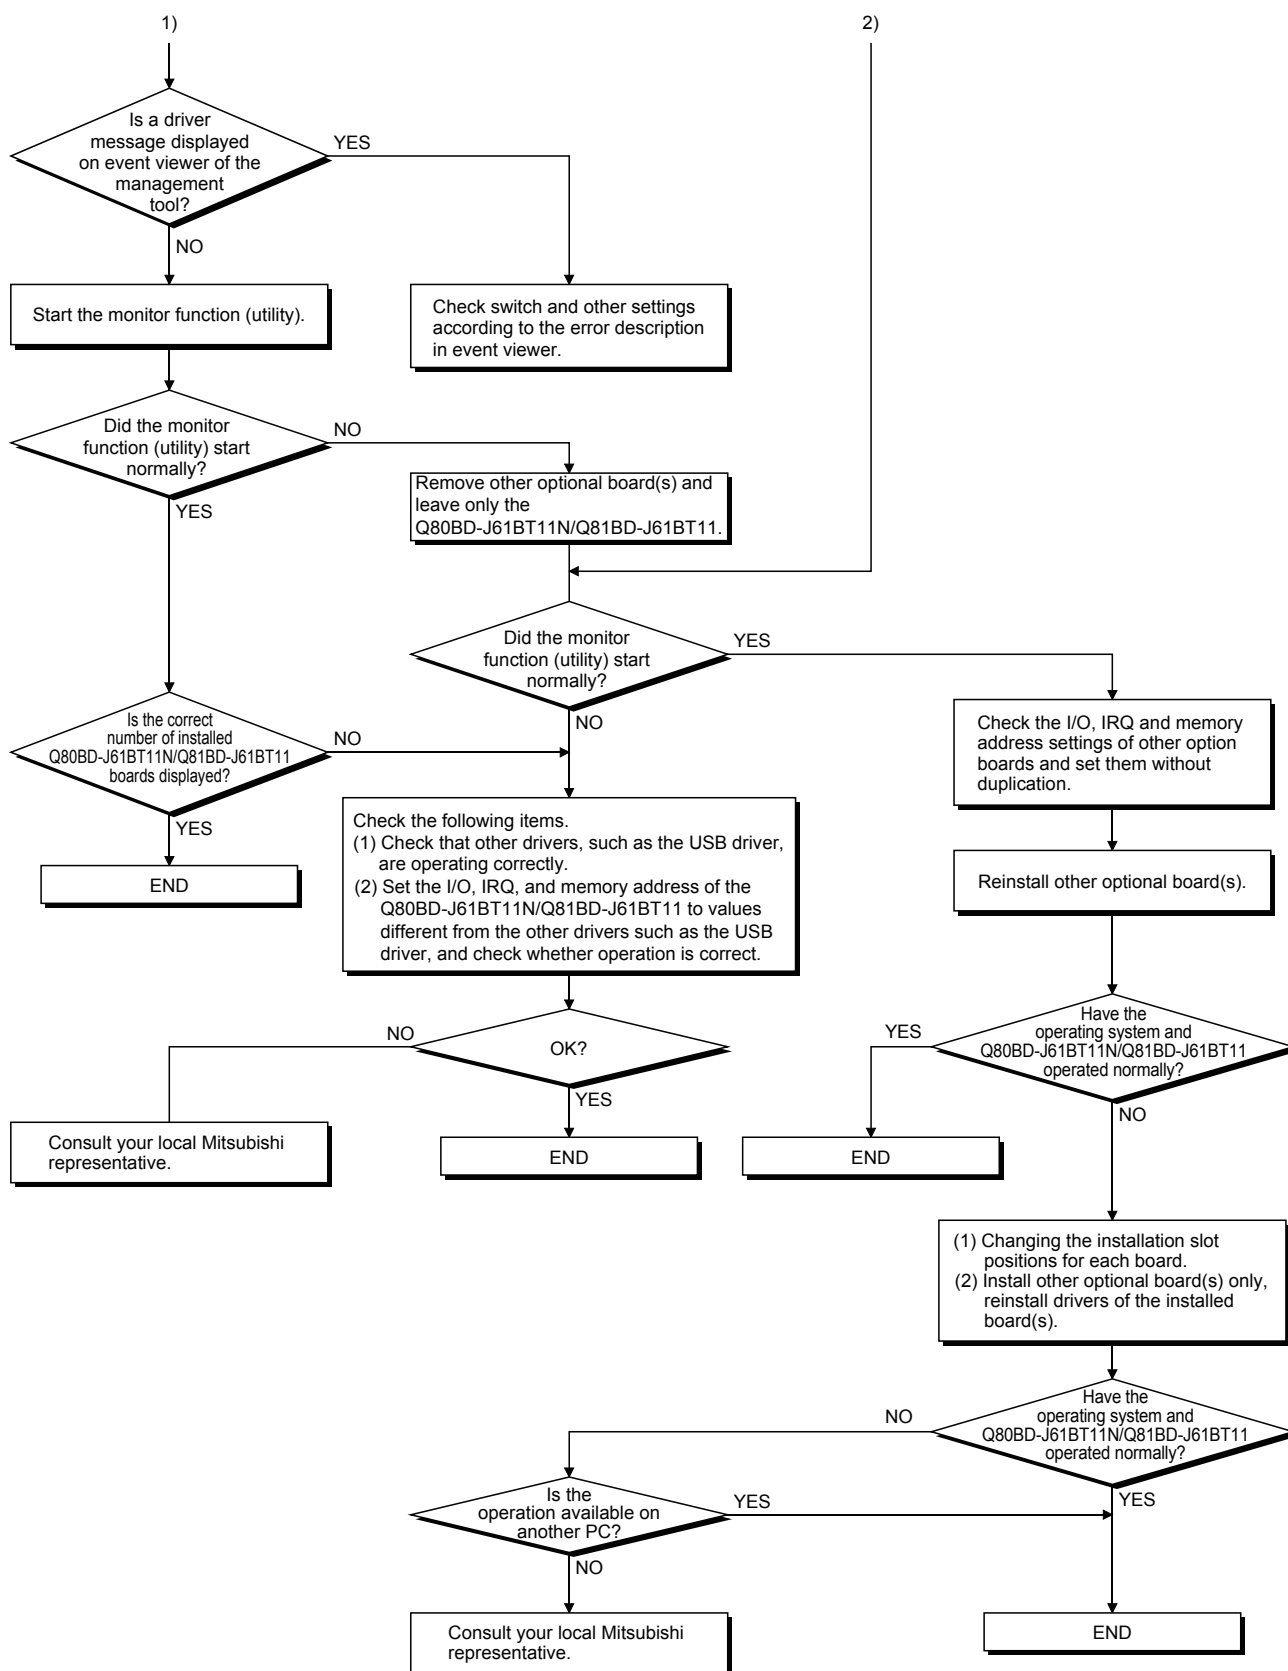 1)
2)
Is a driver
message displayed
on event viewer of the
management
tool?
YES
NO
Start the monitor function (utility).
Check switch and other settings
according to the error description
in event viewer.
Did the monitor
function (utility) start
normally?
NO
YES
Remove other optional board(s) and
leave only the
Q80BD-J61BT11N/Q81BD-J61BT11.
Did the monitor
function (utility) start
normally?
YES
NO
Is the correct
number of installed
Q80BD-J61BT11N/Q81BD-J61BT11
boards displayed?
NO
YES
END
Check the I/O, IRQ and memory
address settings of other option
boards and set them without
duplication.
Check the following items.
(1) Check that other drivers, such as the USB driver,
are operating correctly.
(2) Set the I/O, IRQ, and memory address of the
Q80BD-J61BT11N/Q81BD-J61BT11 to values
different from the other drivers such as the USB
driver, and check whether operation is correct.
Reinstall other optional board(s).
OK?
NO
YES
Consult your local Mitsubishi
representative.
END
Have the
operating system and
Q80BD-J61BT11N/Q81BD-J61BT11
operated normally?
YES
NO
END
(1) Changing the installation slot
positions for each board.
(2) Install other optional board(s) only,
reinstall drivers of the installed
board(s).
Have the
operating system and
Q80BD-J61BT11N/Q81BD-J61BT11
operated normally?
NO
YES
Is the
operation available on
another PC?
YES
NO
Consult your local Mitsubishi
representative.
END